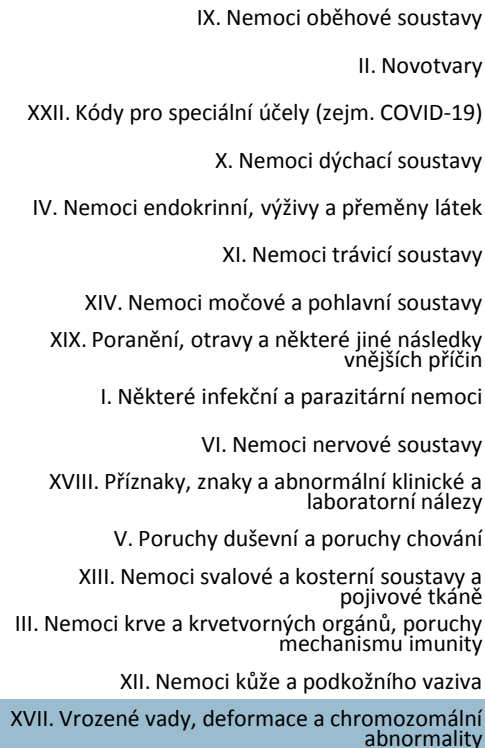 IX. Nemoci oběhové soustavy
II. Novotvary
XXII. Kódy pro speciální účely (zejm. COVID-19)
X. Nemoci dýchací soustavy
IV. Nemoci endokrinní, výživy a přeměny látek
XI. Nemoci trávicí soustavy
XIV. Nemoci močové a pohlavní soustavy
XIX. Poranění, otravy a některé jiné následky
vnějších příčin
I. Některé infekční a parazitární nemoci
VI. Nemoci nervové soustavy
XVIII. Příznaky, znaky a abnormální klinické a
laboratorní nálezy
V. Poruchy duševní a poruchy chování
XIII. Nemoci svalové a kosterní soustavy a
pojivové tkáně
III. Nemoci krve a krvetvorných orgánů, poruchy
mechanismu imunity
XII. Nemoci kůže a podkožního vaziva
XVII. Vrozené vady, deformace a chromozomální
abnormality